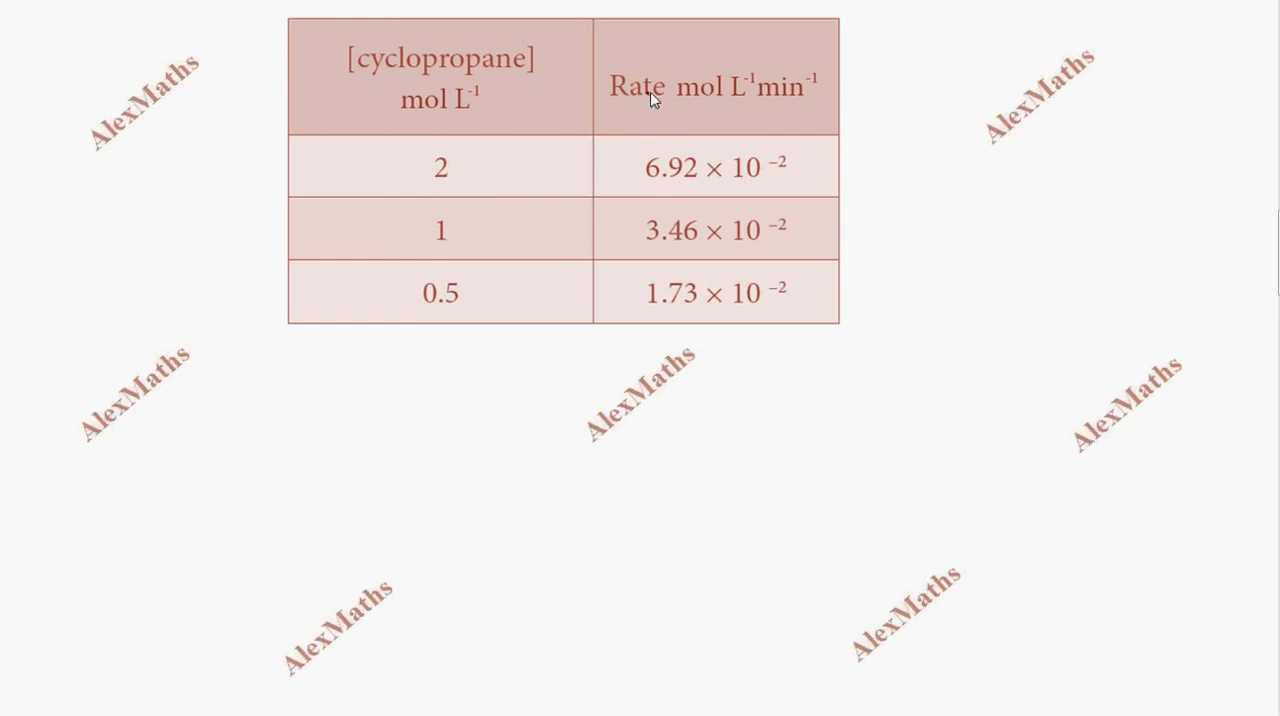 AlexMaths
AlexMaths
[cyclopropane]
mol L⁻¹
Rate mol L⁻¹min⁻¹
2
6.92 × 10 ⁻²
1
3.46 × 10 ⁻²
0.5
1.73 × 10 ⁻²
AlexMaths
AlexMaths
AlexMaths
AlexMaths
AlexMaths